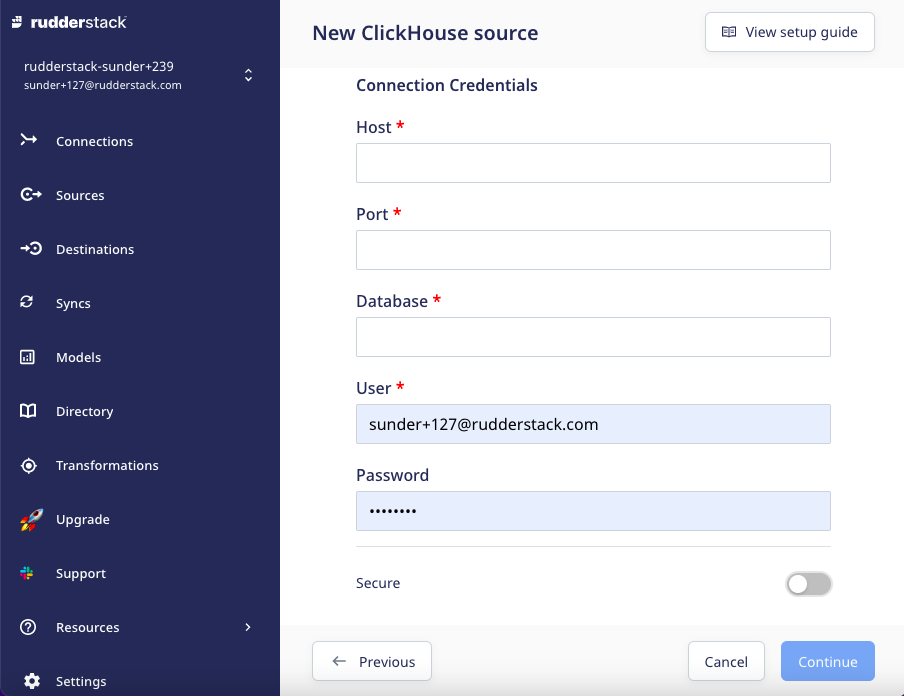 rudderstack
rudderstack-sunder+239
sunder+127@rudderstack.com
Connections
Sources
Destinations
Syncs
Models
Directory
Transformations
Upgrade
Support
Resources
Settings
New ClickHouse source
View setup guide
Connection Credentials
Host *
Port *
Database *
User *
sunder+127@rudderstack.com
Password
••••••••
Secure
Previous
Cancel
Continue